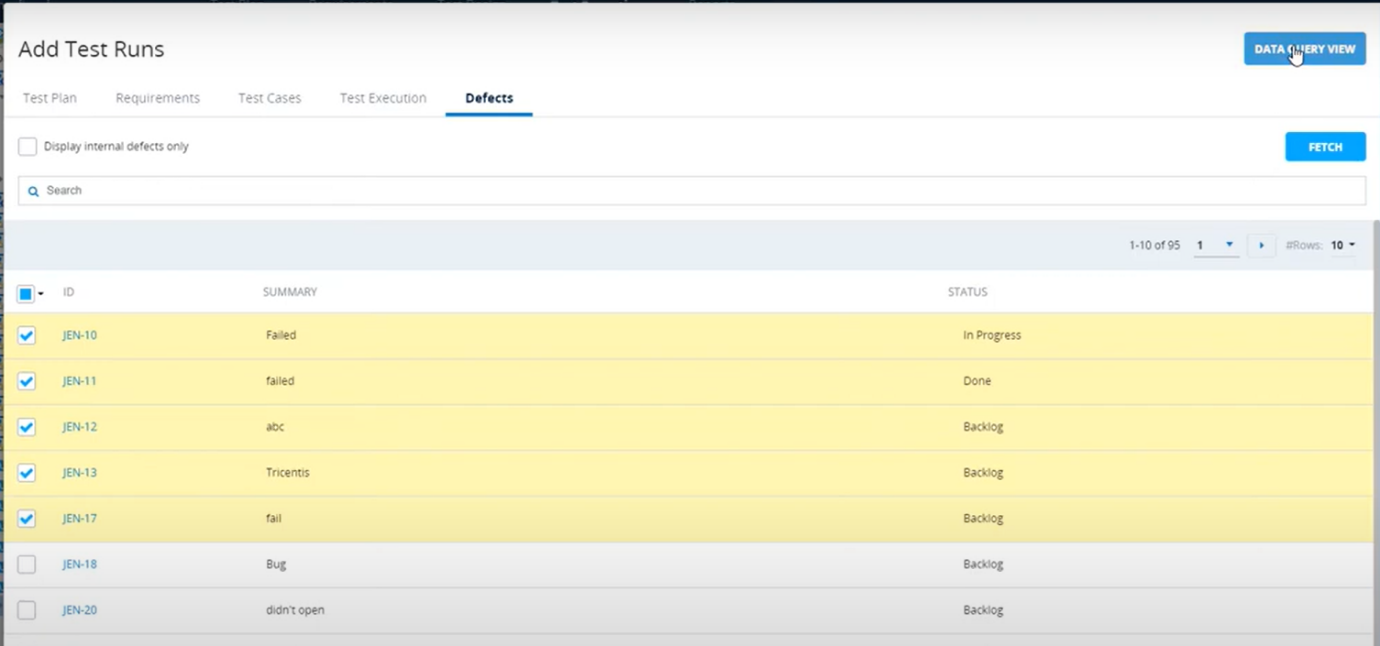 Add Test Runs
DATA QUERY VIEW
Test Plan Requirements Test Cases Test Execution Defects
Display internal defects only
FETCH
Search
1-10 of 95 1 #Rows: 10
ID SUMMARY STATUS
JEN-10 Failed In Progress
JEN-11 failed Done
JEN-12 abc Backlog
JEN-13 Tricentis Backlog
JEN-17 fail Backlog
JEN-18 Bug Backlog
JEN-20 didn't open Backlog